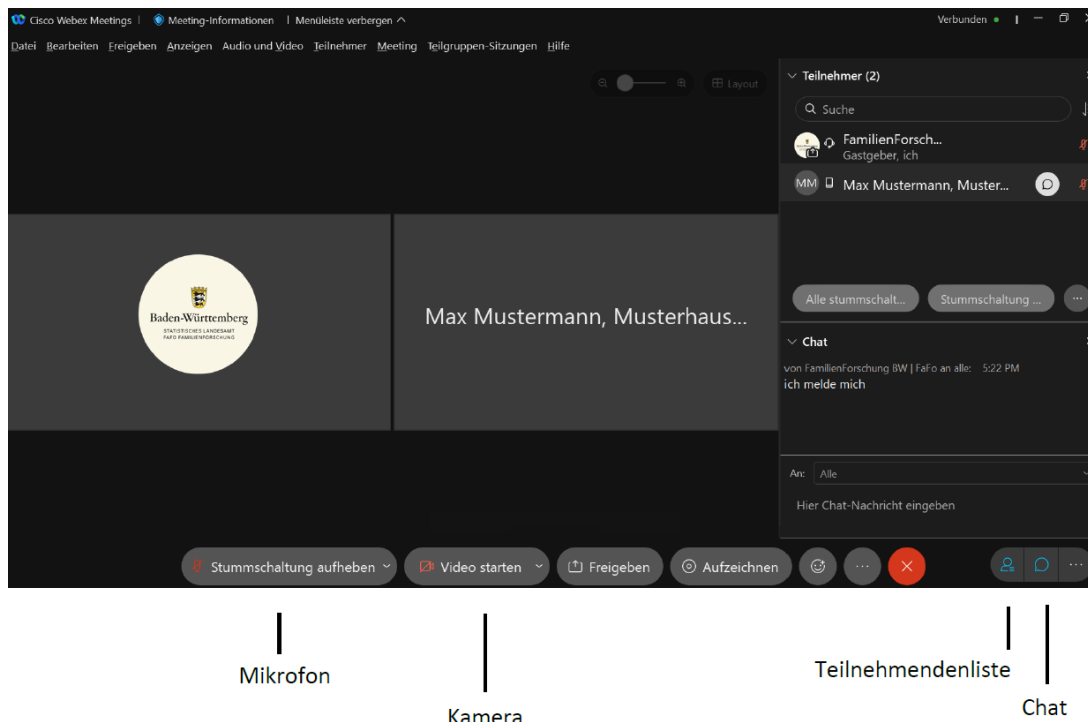 Cisco Webex Meetings | Meeting-Informationen | Menüleiste verbergen
Verbunden
Datei Bearbeiten Freigeben Anzeigen Audio und Video Teilnehmer Meeting Teilgruppen-Sitzungen Hilfe
Layout
Teilnehmer (2)
Suche
FamilienForsch...
Gastgeber, ich
MM Max Mustermann, Muster...
Alle stummschalt... Stummschaltung ... ...
Baden-Württemberg
STATISTISCHES LANDESAMT
FAFO FAMILIENFORSCHUNG
Max Mustermann, Musterhaus...
Chat
von FamilienForschung BW | FaFo an alle: 5:22 PM
ich melde mich
An: Alle
Hier Chat-Nachricht eingeben
Stummschaltung aufheben Video starten Freigeben Aufzeichnen
Mikrofon
Kamera
Teilnehmendenliste
Chat